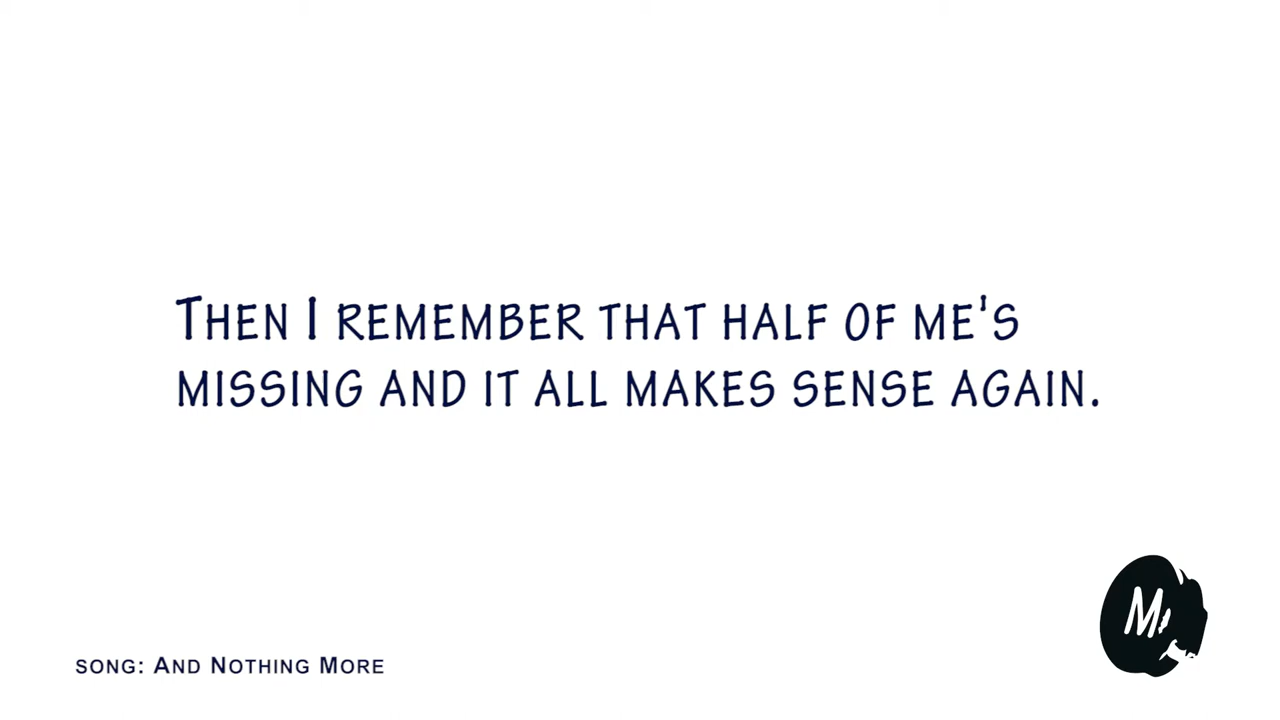 Then I remember that half of me's
missing and it all makes sense again.
song: And Nothing More
M